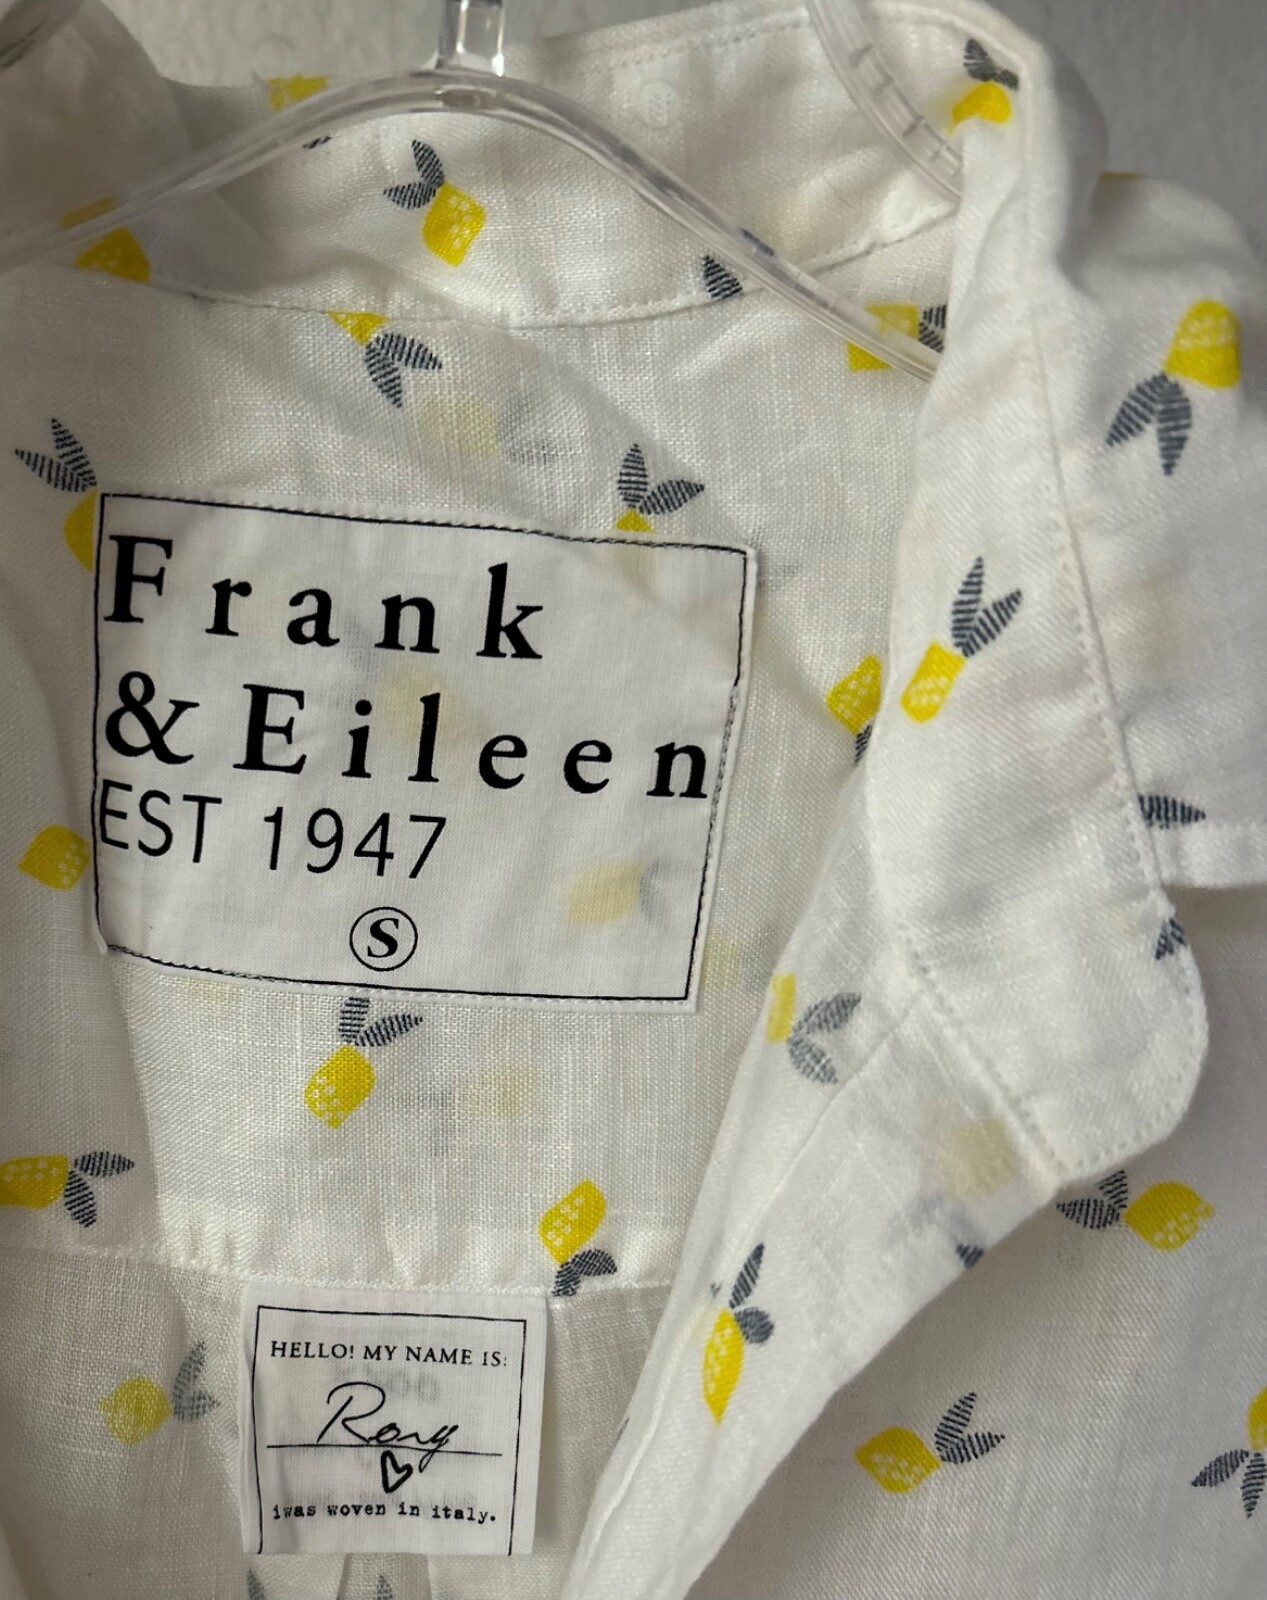 Frank
& Eileen
EST 1947
S
HELLO! MY NAME IS:
Rory
i was woven in italy.